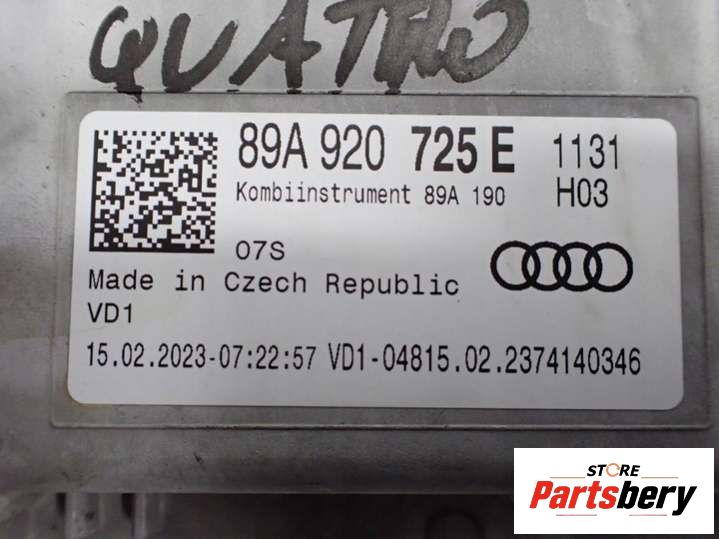 QUATRO
89A 920 725 E 1131
Kombiinstrument 89A 190 H03
07S
Made in Czech Republic
VD1
15.02.2023-07:22:57 VD1-04815.02.2374140346
STORE
Partsbery